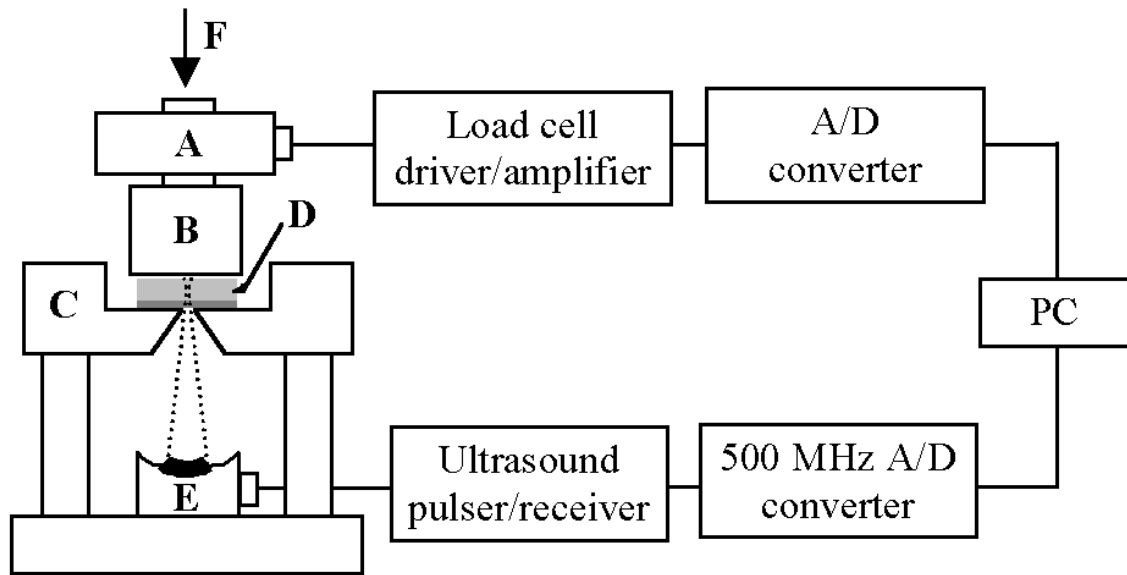 F
A
Load cell
driver/amplifier
A/D
converter
B
D
C
PC
E
Ultrasound
pulser/receiver
500 MHz A/D
converter